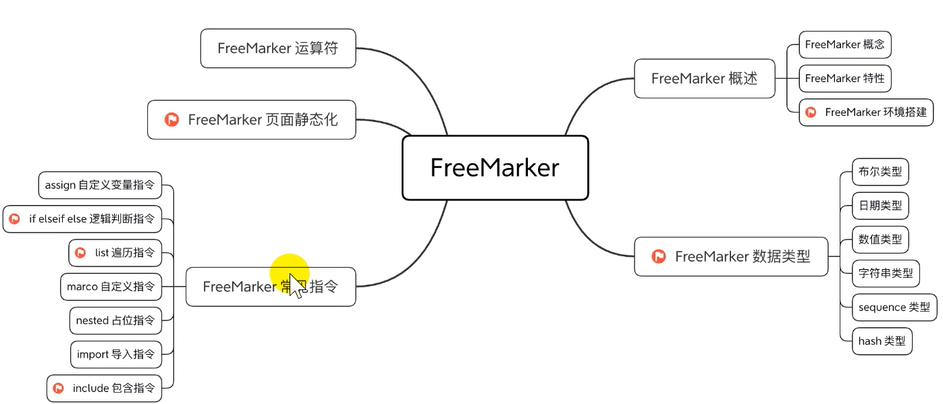 FreeMarker
FreeMarker 概述
FreeMarker 概念
FreeMarker 特性
FreeMarker 环境搭建
FreeMarker 数据类型
布尔类型
日期类型
数值类型
字符串类型
sequence 类型
hash 类型
FreeMarker 运算符
FreeMarker 页面静态化
FreeMarker 常见指令
assign 自定义变量指令
if elseif else 逻辑判断指令
list 遍历指令
marco 自定义指令
nested 占位指令
import 导入指令
include 包含指令